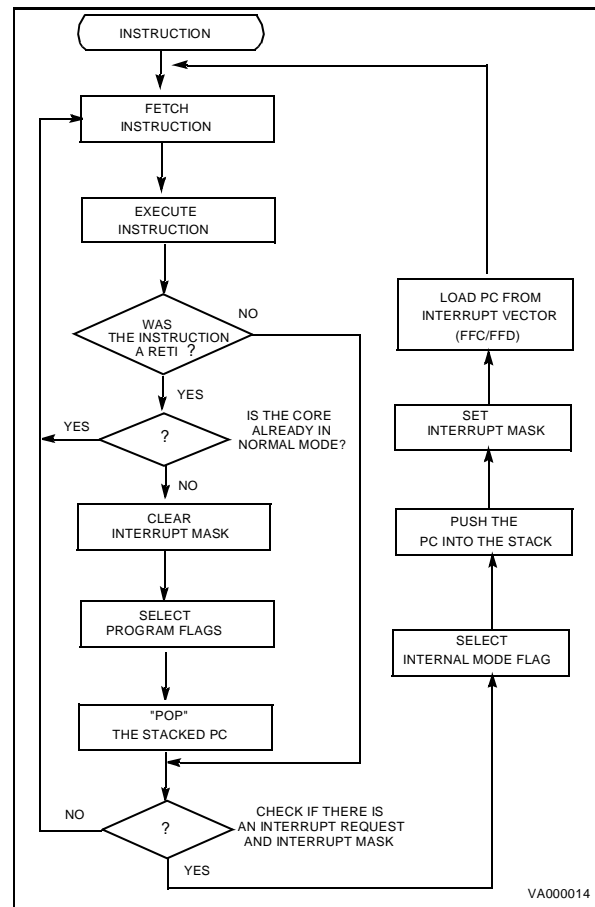 INSTRUCTION
FETCH
INSTRUCTION
EXECUTE
INSTRUCTION
WAS
THE INSTRUCTION
A RETI ?
NO
YES
?
YES
IS THE CORE
ALREADY IN
NORMAL MODE?
NO
CLEAR
INTERRUPT MASK
SELECT
PROGRAM FLAGS
"POP"
THE STACKED PC
?
NO
CHECK IF THERE IS
AN INTERRUPT REQUEST
AND INTERRUPT MASK
YES
LOAD PC FROM
INTERRUPT VECTOR
(FFC/FFD)
SET
INTERRUPT MASK
PUSH THE
PC INTO THE STACK
SELECT
INTERNAL MODE FLAG
VA000014